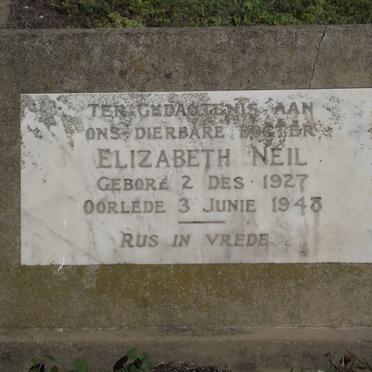 TER GEDAGTENIS AAN
ONS DIERBARE DOGTER
ELIZABETH NEIL
GEBORE 2 DES 1927
OORLEDE 3 JUNIE 1948
RUS IN VREDE